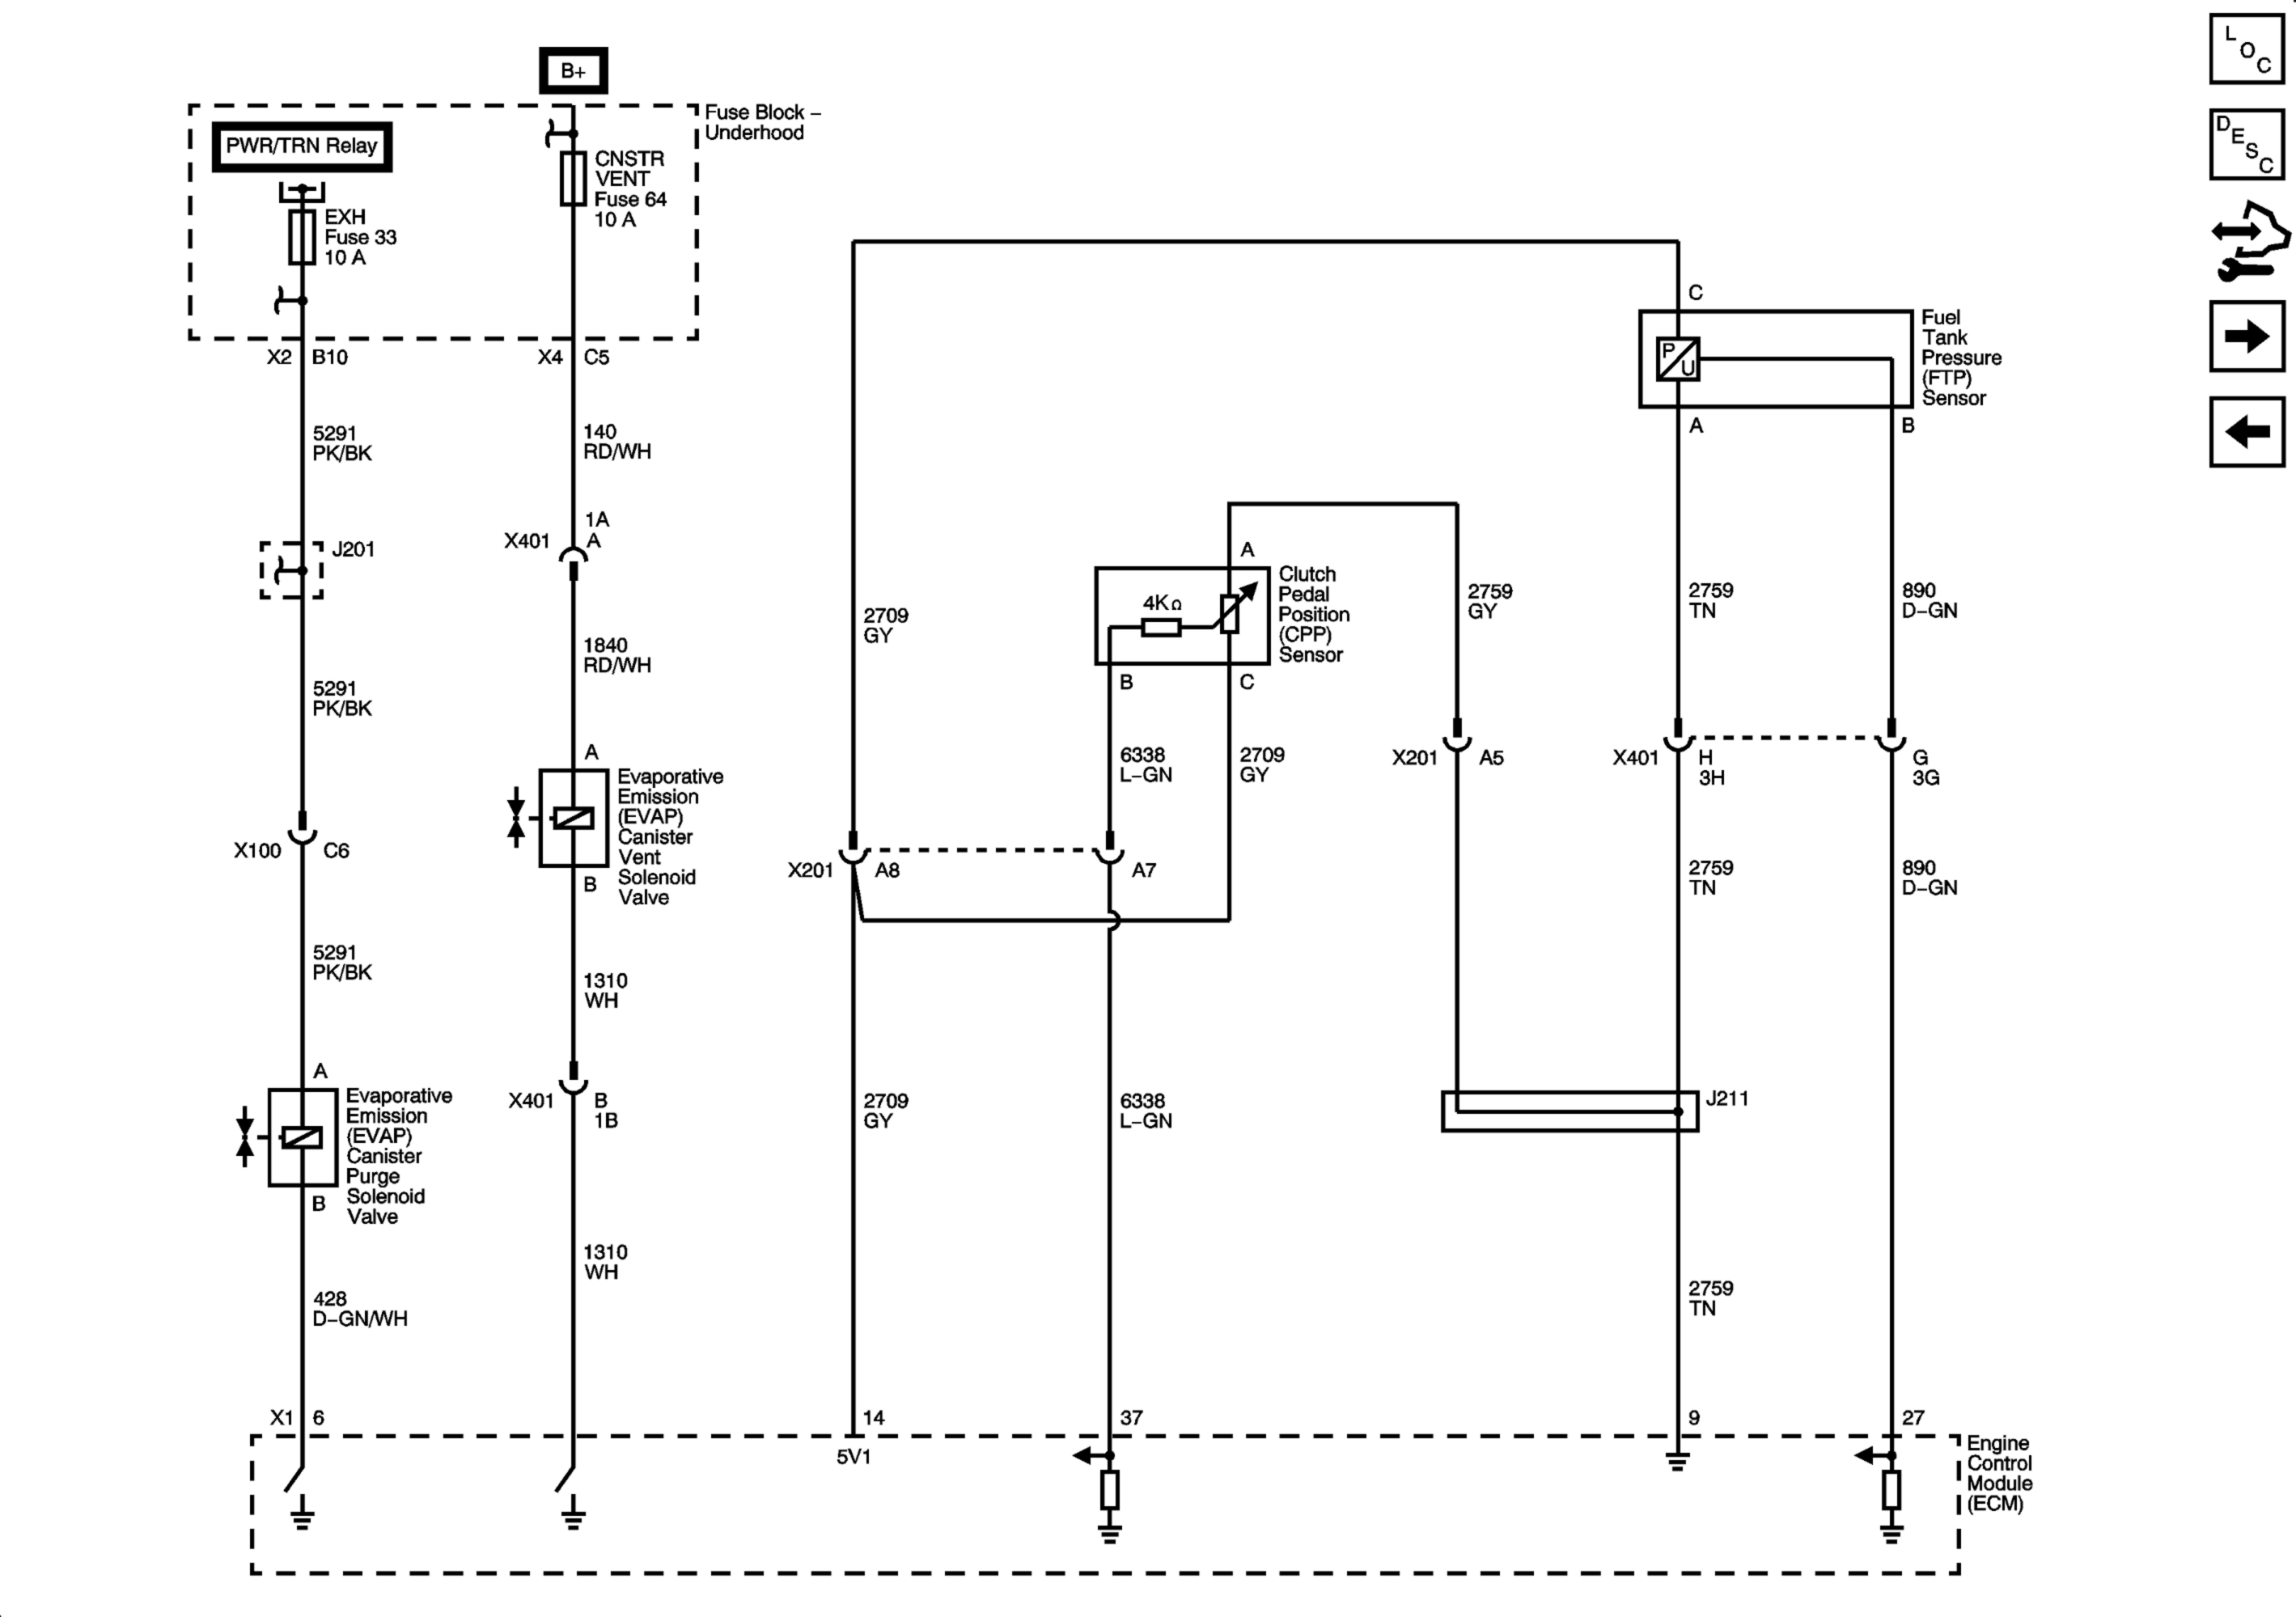 B+
Fuse Block –
Underhood
PWR/TRN Relay
CNSTR
VENT
Fuse 64
10 A
EXH
Fuse 33
10 A
X2 B10
X4 C5
5291
PK/BK
140
RD/WH
J201
X401
1A
A
5291
PK/BK
1840
RD/WH
X100 C6
A
Evaporative
Emission
(EVAP)
Canister
Vent
Solenoid
Valve
B
5291
PK/BK
1310
WH
A
Evaporative
Emission
(EVAP)
Canister
Purge
Solenoid
Valve
B
X401 B
1B
428
D–GN/WH
1310
WH
X1 6
2709
GY
X201 A8
A7
2709
GY
14
5V1
A
4KΩ
Clutch
Pedal
Position
(CPP)
Sensor
B
C
6338
L–GN
2709
GY
6338
L–GN
37
2759
GY
X201 A5
C
P
U
Fuel
Tank
Pressure
(FTP)
Sensor
A
B
2759
TN
890
D–GN
X401 H
3H
G
3G
2759
TN
890
D–GN
J211
2759
TN
9
27
Engine
Control
Module
(ECM)
LOC
DESC